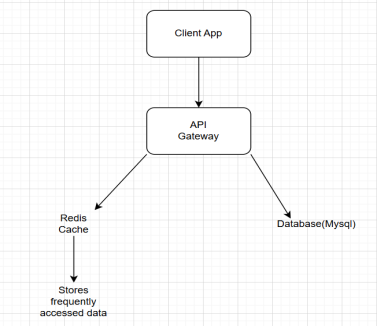 Client App
API
Gateway
Redis
Cache
Database(Mysql)
Stores
frequently
accessed data